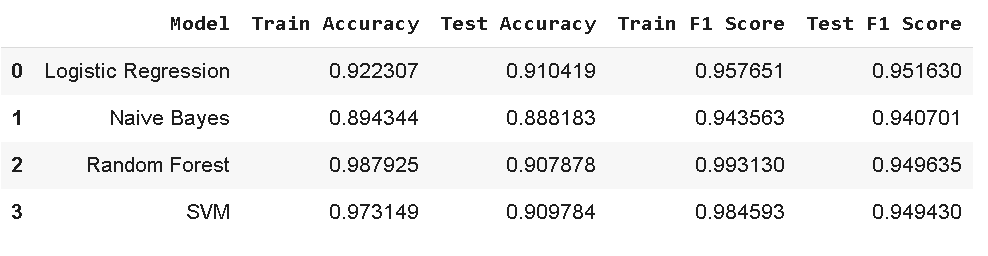 Model Train Accuracy Test Accuracy Train F1 Score Test F1 Score
0 Logistic Regression 0.922307 0.910419 0.957651 0.951630
1 Naive Bayes 0.894344 0.888183 0.943563 0.940701
2 Random Forest 0.987925 0.907878 0.993130 0.949635
3 SVM 0.973149 0.909784 0.984593 0.949430